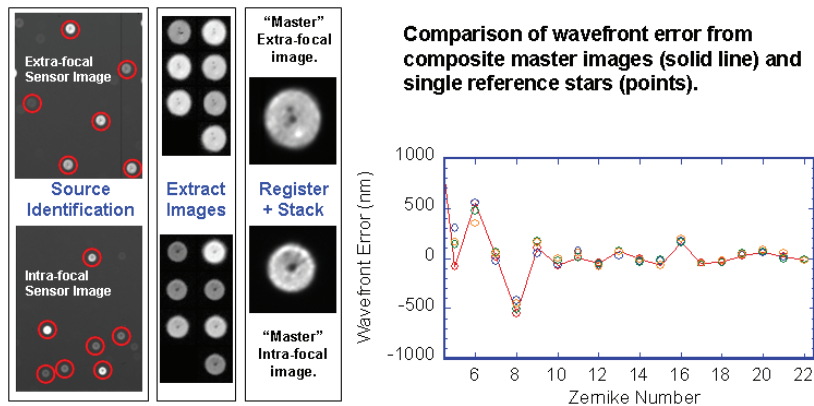 Extra-focal
Sensor Image
Source
Identification
Intra-focal
Sensor Image
Extract
Images
“Master”
Extra-focal
image.
Register
+ Stack
“Master”
Intra-focal
image.
Comparison of wavefront error from
composite master images (solid line) and
single reference stars (points).
Wavefront Error (nm)
1000
500
0
-500
-1000
6 8 10 12 14 16 18 20 22
Zernike Number